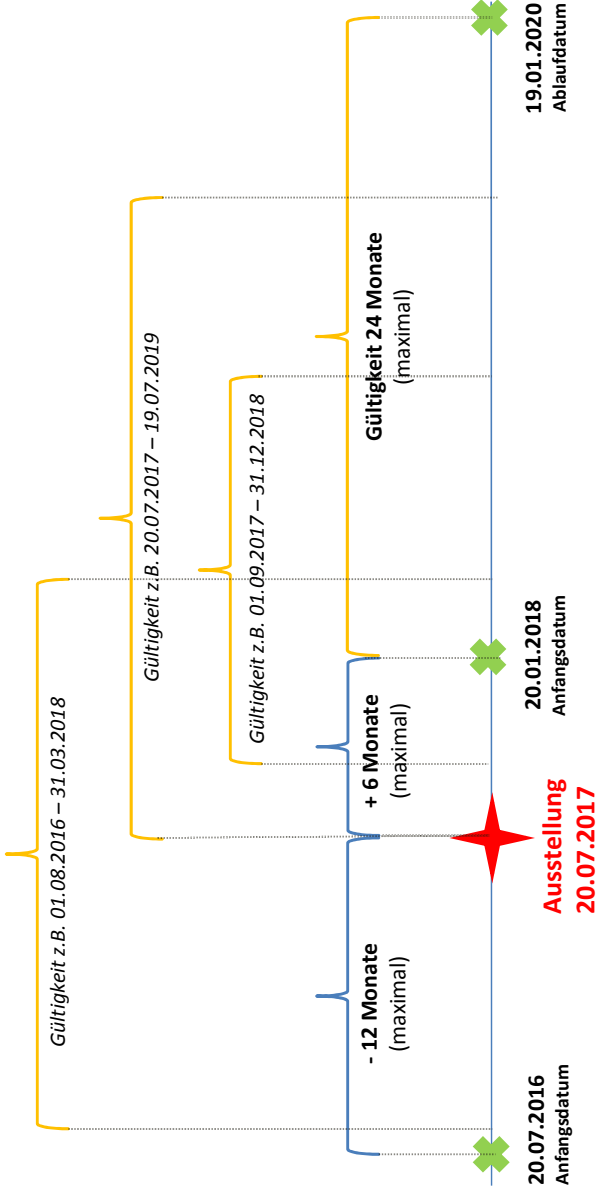 Gültigkeit z.B. 01.08.2016 – 31.03.2018
Gültigkeit z.B. 20.07.2017 – 19.07.2019
Gültigkeit z.B. 01.09.2017 – 31.12.2018
- 12 Monate
(maximal)
+ 6 Monate
(maximal)
Gültigkeit 24 Monate
(maximal)
20.07.2016
Anfangsdatum
Ausstellung
20.07.2017
20.01.2018
Anfangsdatum
19.01.2020
Ablaufdatum